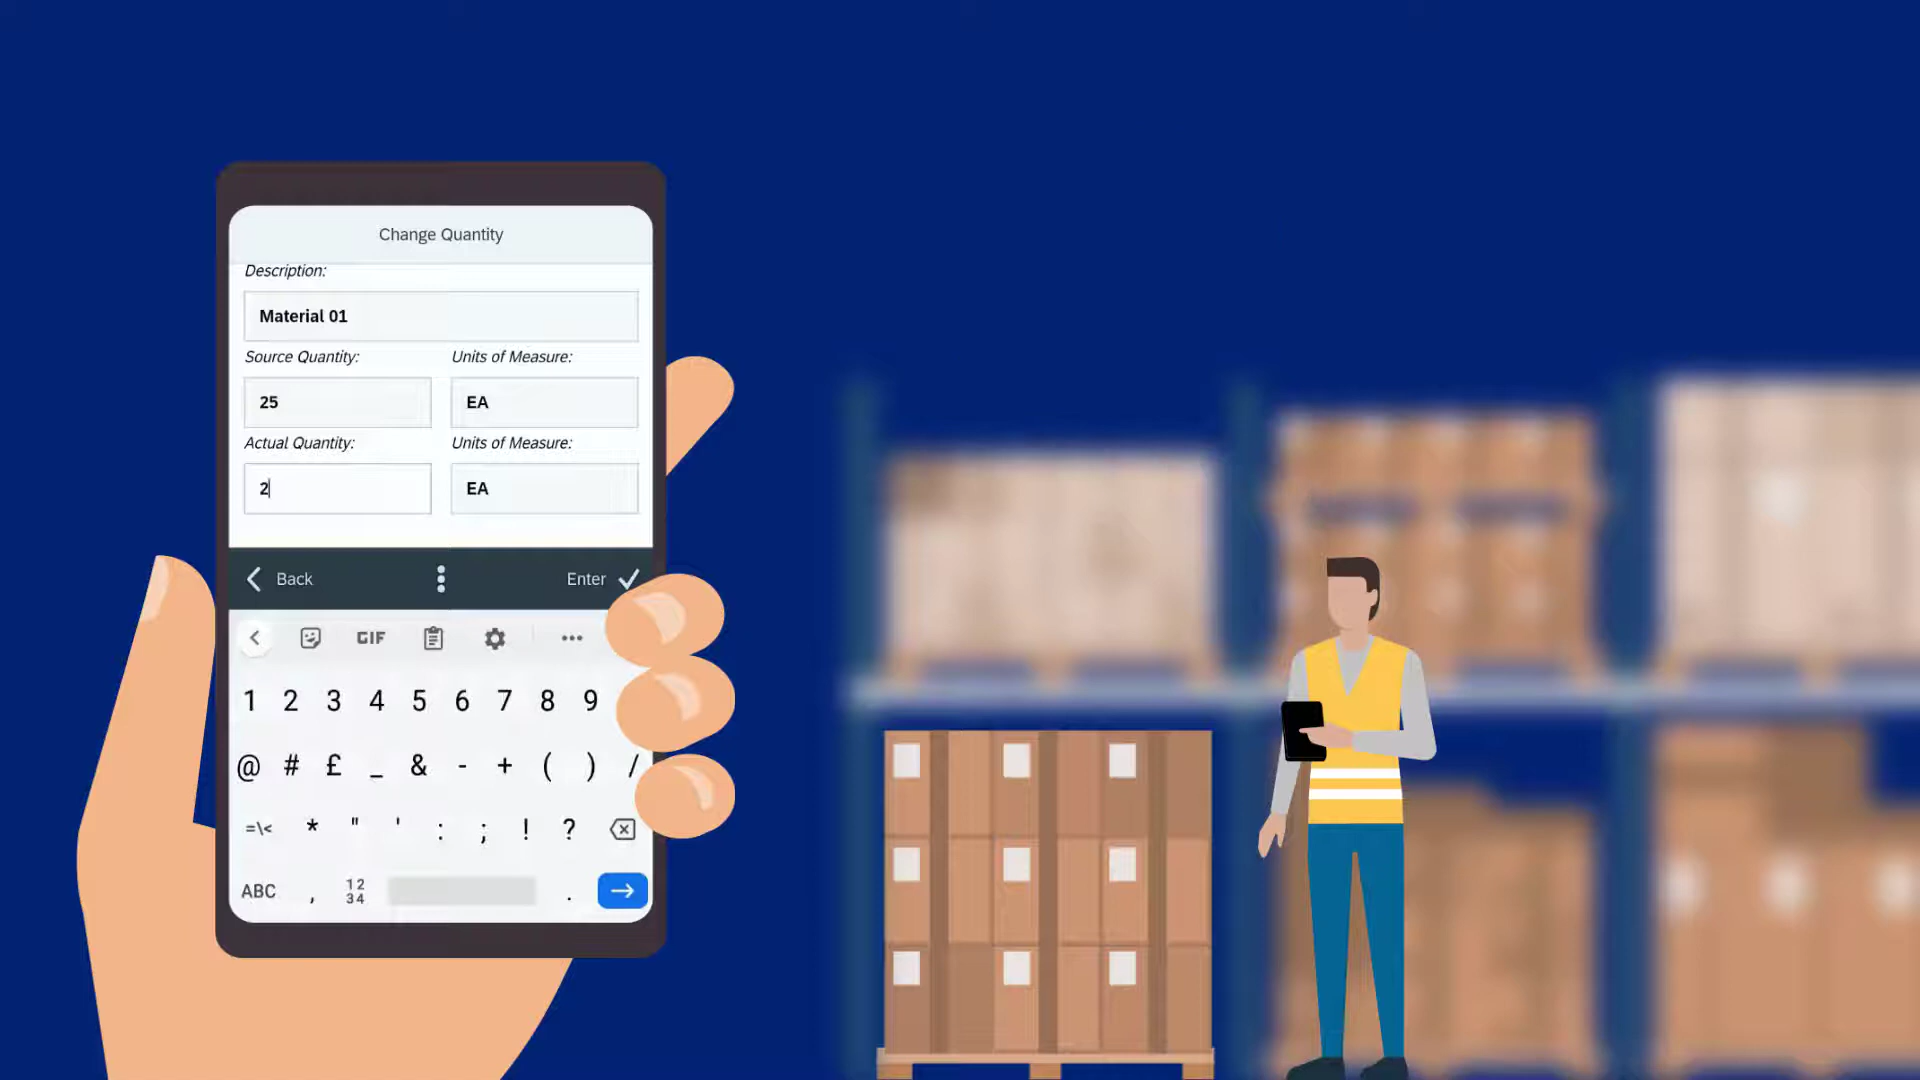 Change Quantity
Description:
Material 01
Source Quantity: Units of Measure:
25 EA
Actual Quantity: Units of Measure:
2 EA
Back Enter
GIF
1 2 3 4 5 6 7 8 9
@ # £ _ & - + ( ) /
=\< * " ' : ; ! ?
ABC , 12 .
34